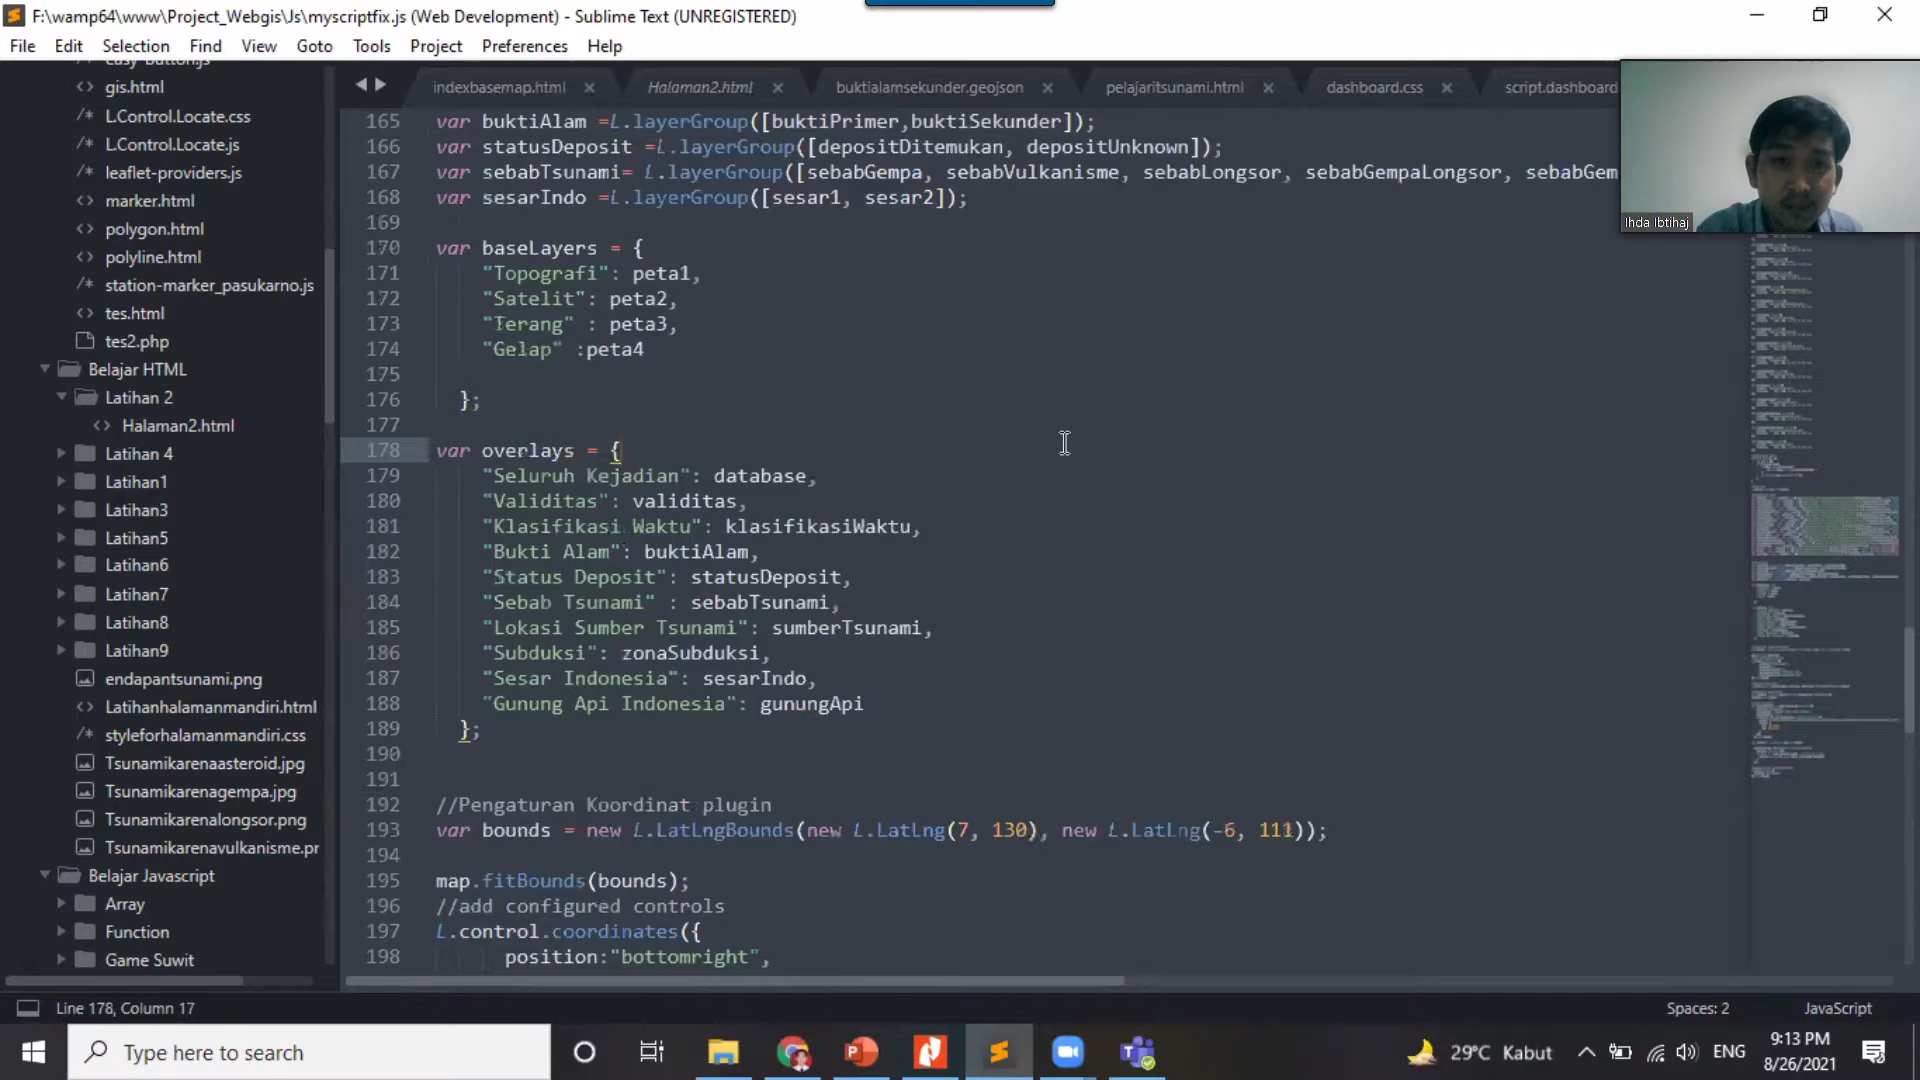 F:\wamp64\www\Project_Webgis\Js\myscriptfix.js (Web Development) - Sublime Text (UNREGISTERED)
File Edit Selection Find View Goto Tools Project Preferences Help
easy-button.js
gis.html
L.Control.Locate.css
L.Control.Locate.js
leaflet-providers.js
marker.html
polygon.html
polyline.html
station-marker_pasukarno.js
tes.html
tes2.php
Belajar HTML
Latihan 2
Halaman2.html
Latihan 4
Latihan1
Latihan3
Latihan5
Latihan6
Latihan7
Latihan8
Latihan9
endapantsunami.png
Latihanhalamanmandiri.html
styleforhalamanmandiri.css
Tsunamikarenaasteroid.jpg
Tsunamikarenagempa.jpg
Tsunamikarenalongsor.png
Tsunamikarenavulkanisme.pr
Belajar Javascript
Array
Function
Game Suwit
indexbasemap.html Halaman2.html buktialamsekunder.geojson pelajaritsunami.html dashboard.css script.dashboard
165 var buktiAlam =L.layerGroup([buktiPrimer,buktiSekunder]);
166 var statusDeposit =L.layerGroup([depositDitemukan, depositUnknown]);
167 var sebabTsunami= L.layerGroup([sebabGempa, sebabVulkanisme, sebabLongsor, sebabGempaLongsor, sebabGem
168 var sesarIndo =L.layerGroup([sesar1, sesar2]);
169
170 var baseLayers = {
171 "Topografi": peta1,
172 "Satelit": peta2,
173 "Terang" : peta3,
174 "Gelap" :peta4
175
176 };
177
178 var overlays = {
179 "Seluruh Kejadian": database,
180 "Validitas": validitas,
181 "Klasifikasi Waktu": klasifikasiWaktu,
182 "Bukti Alam": buktiAlam,
183 "Status Deposit": statusDeposit,
184 "Sebab Tsunami" : sebabTsunami,
185 "Lokasi Sumber Tsunami": sumberTsunami,
186 "Subduksi": zonaSubduksi,
187 "Sesar Indonesia": sesarIndo,
188 "Gunung Api Indonesia": gunungApi
189 };
190
191
192 //Pengaturan Koordinat plugin
193 var bounds = new L.LatLngBounds(new L.LatLng(7, 130), new L.LatLng(-6, 111));
194
195 map.fitBounds(bounds);
196 //add configured controls
197 L.control.coordinates({
198 position:"bottomright",
Ihda Ibtihaj
Line 178, Column 17
Spaces: 2
JavaScript
Type here to search
29°C Kabut
ENG
9:13 PM
8/26/2021